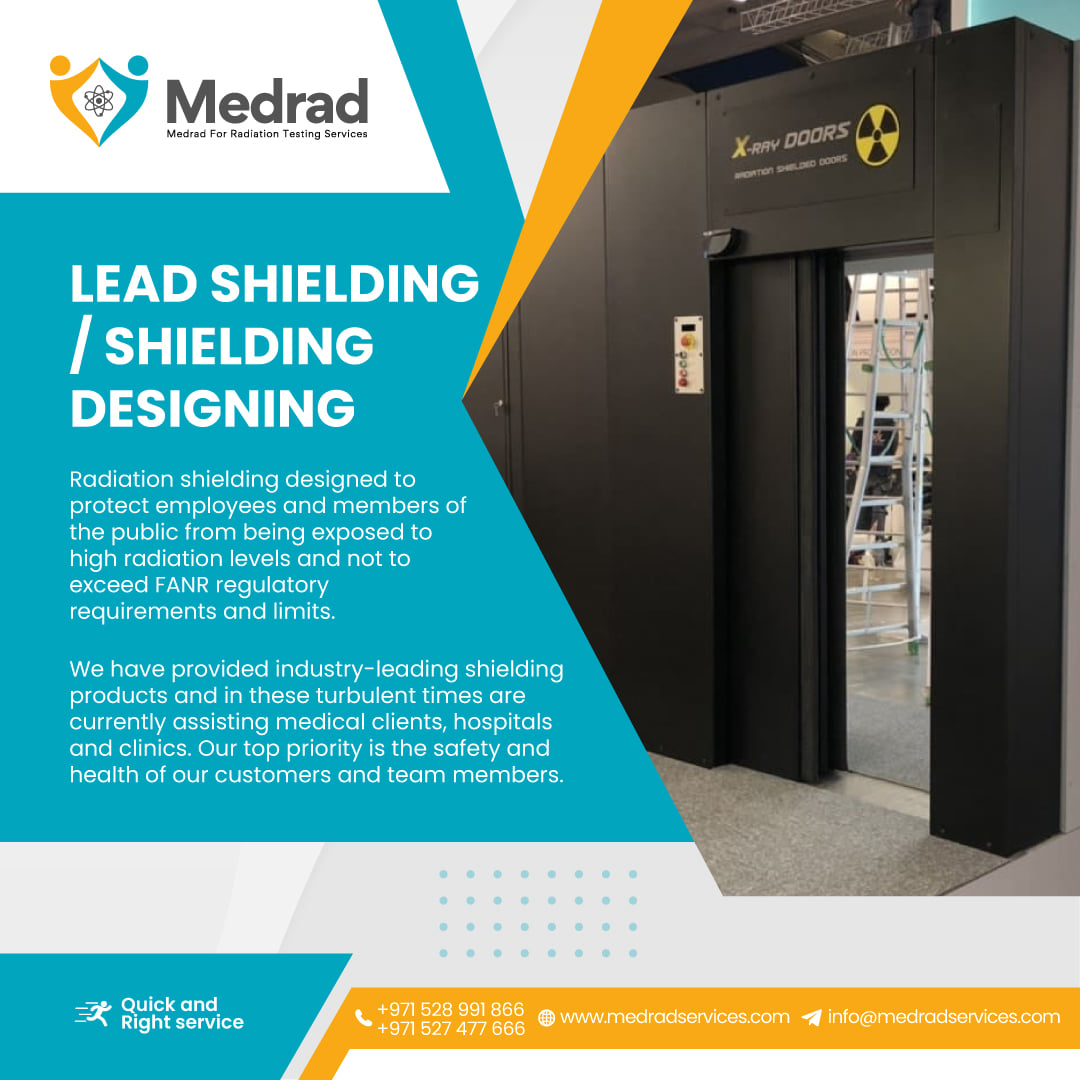 Medrad
Medrad For Radiation Testing Services
X-RAY DOORS
RADIATION SHIELDED DOORS
LEAD SHIELDING
/ SHIELDING
DESIGNING
Radiation shielding designed to
protect employees and members of
the public from being exposed to
high radiation levels and not to
exceed FANR regulatory
requirements and limits.
We have provided industry-leading shielding
products and in these turbulent times are
currently assisting medical clients, hospitals
and clinics. Our top priority is the safety and
health of our customers and team members.
Quick and
Right service
+971 528 991 866
+971 527 477 666
www.medradservices.com
info@medradservices.com